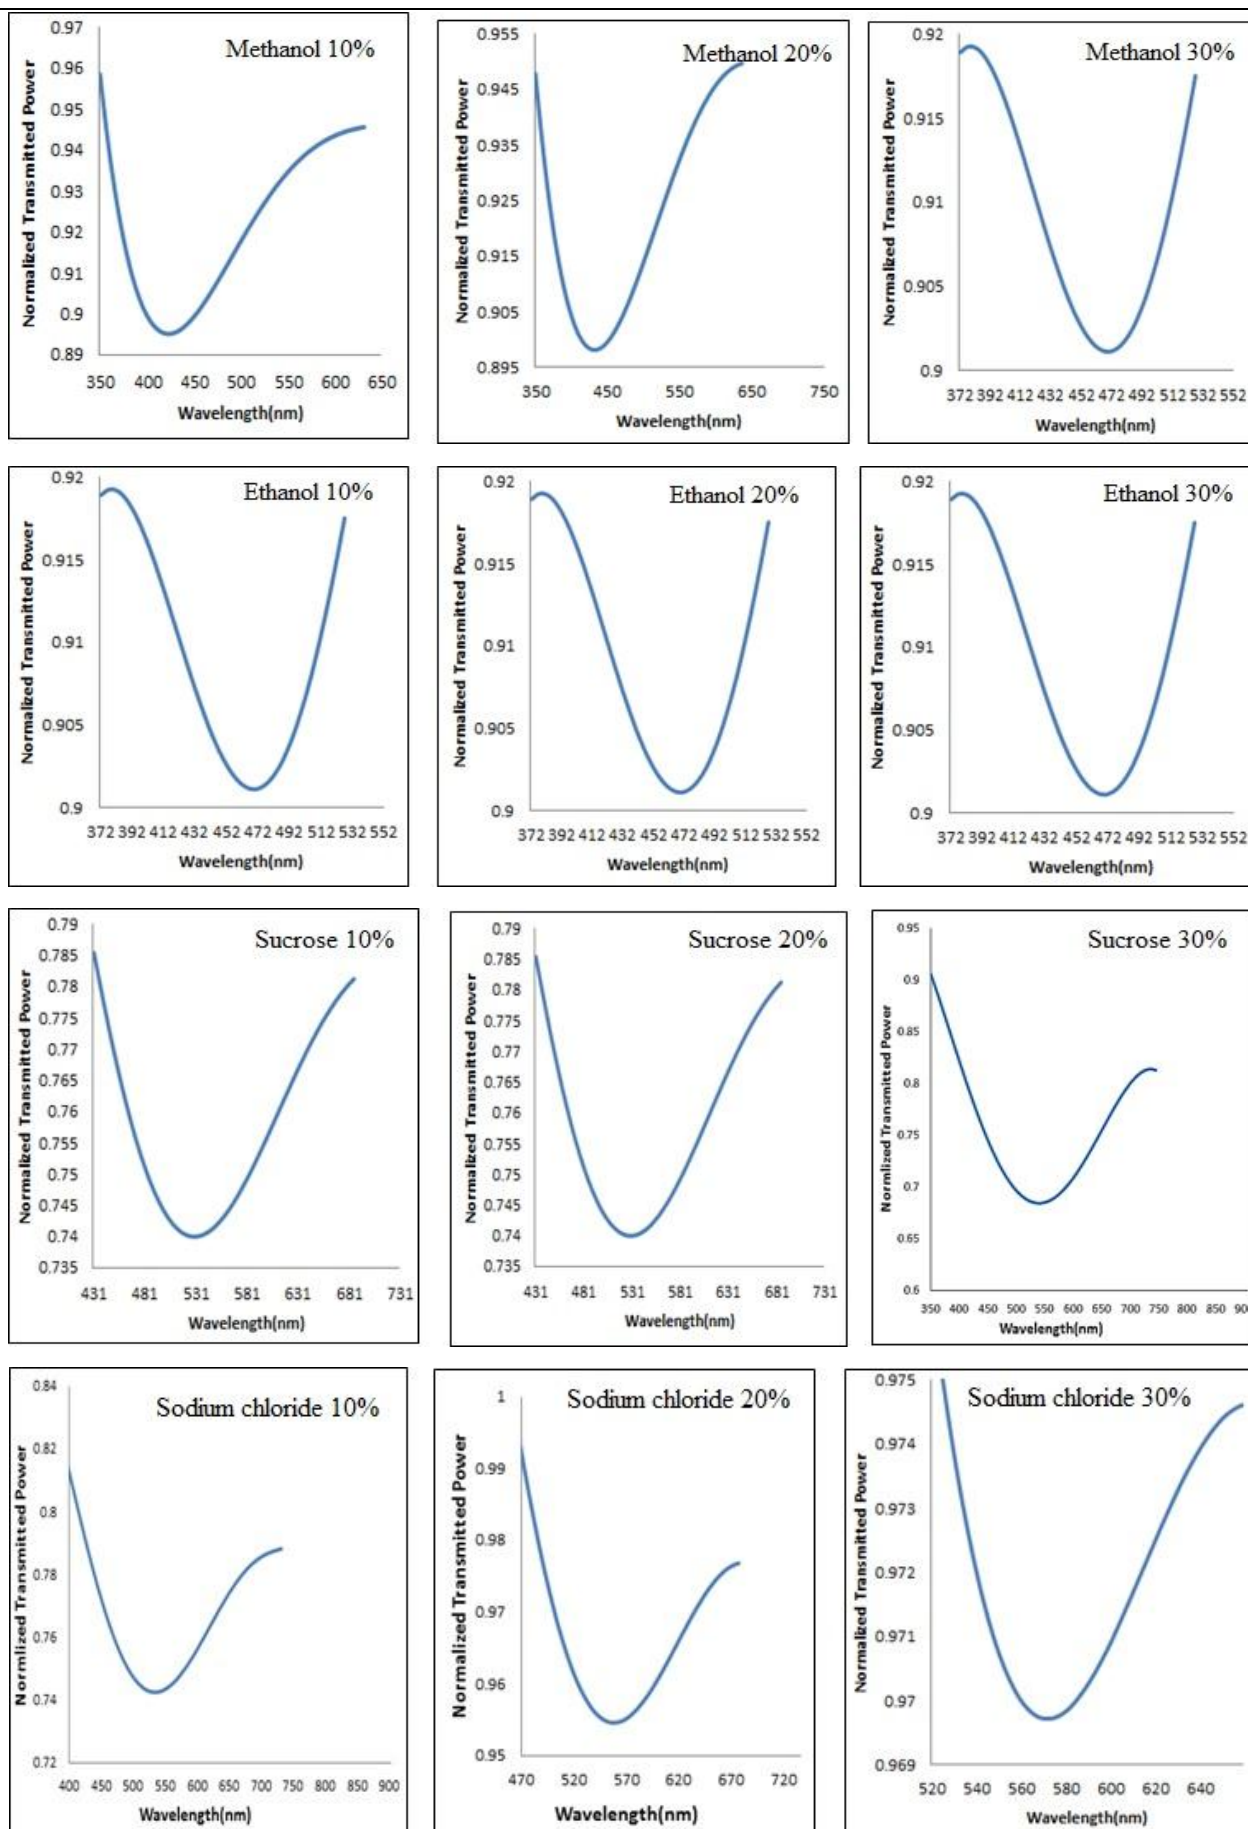 Methanol 10%
Normalized Transmitted Power
0.97
0.96
0.95
0.94
0.93
0.92
0.91
0.9
0.89
350 400 450 500 550 600 650
Wavelength(nm)
Methanol 20%
Normalized Transmitted Power
0.955
0.945
0.935
0.925
0.915
0.905
0.895
350 450 550 650 750
Wavelength(nm)
Methanol 30%
Normalized Transmitted Power
0.92
0.915
0.91
0.905
0.9
372 392 412 432 452 472 492 512 532 552
Wavelength(nm)
Ethanol 10%
Normalized Transmitted Power
0.92
0.915
0.91
0.905
0.9
372 392 412 432 452 472 492 512 532 552
Wavelength(nm)
Ethanol 20%
Normalized Transmitted Power
0.92
0.915
0.91
0.905
0.9
372 392 412 432 452 472 492 512 532 552
Wavelength(nm)
Ethanol 30%
Normalized Transmitted Power
0.92
0.915
0.91
0.905
0.9
372 392 412 432 452 472 492 512 532 552
Wavelength(nm)
Sucrose 10%
Normalized Transmitted Power
0.79
0.785
0.78
0.775
0.77
0.765
0.76
0.755
0.75
0.745
0.74
0.735
431 481 531 581 631 681 731
Wavelength(nm)
Sucrose 20%
Normalized Transmitted Power
0.79
0.785
0.78
0.775
0.77
0.765
0.76
0.755
0.75
0.745
0.74
0.735
431 481 531 581 631 681 731
Wavelength(nm)
Sucrose 30%
Normlized Transmitted Power
0.95
0.9
0.85
0.8
0.75
0.7
0.65
0.6
350 400 450 500 550 600 650 700 750 800 850
Wavelength(nm)
Sodium chloride 10%
Normlized Transmitted Power
0.84
0.82
0.8
0.78
0.76
0.74
0.72
400 450 500 550 600 650 700 750 800 850 900
Wavelength(nm)
Sodium chloride 20%
Normalized Transmitted Power
1
0.99
0.98
0.97
0.96
0.95
470 520 570 620 670 720
Wavelength(nm)
Sodium chloride 30%
Normalized Transmitted Power
0.975
0.974
0.973
0.972
0.971
0.97
0.969
520 540 560 580 600 620 640
Wavelength(nm)